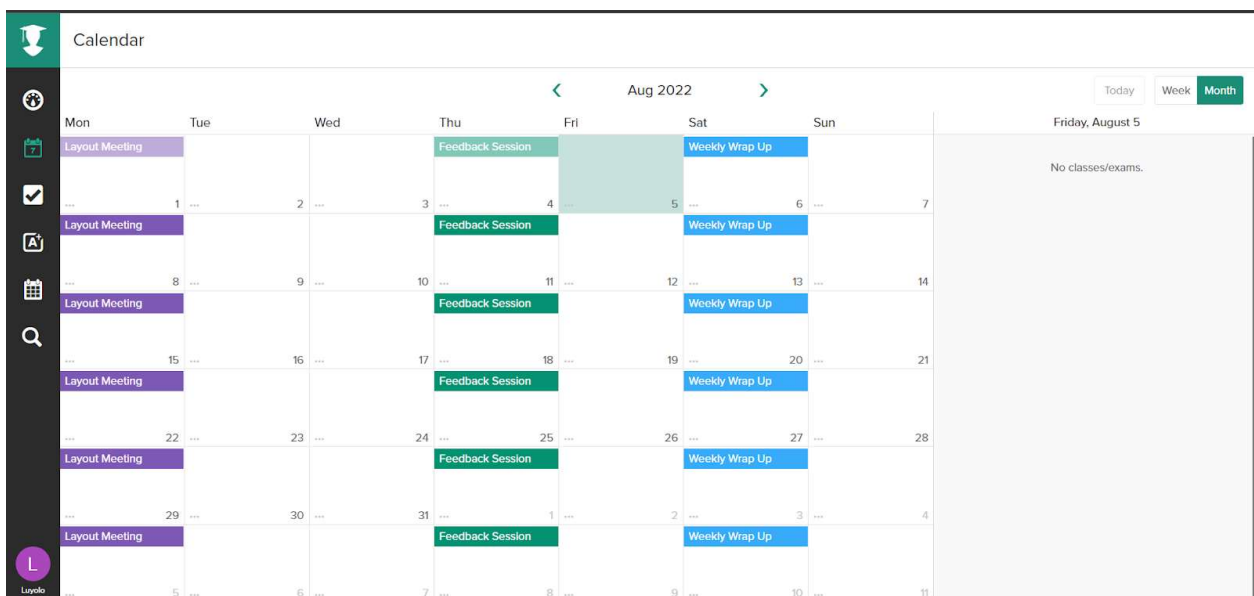 Calendar
Aug 2022
Today Week Month
Mon Tue Wed Thu Fri Sat Sun Friday, August 5
Layout Meeting Feedback Session Weekly Wrap Up
No classes/exams.
... 1 ... 2 ... 3 ... 4 ... 5 ... 6 ... 7
Layout Meeting Feedback Session Weekly Wrap Up
... 8 ... 9 ... 10 ... 11 ... 12 ... 13 ... 14
Layout Meeting Feedback Session Weekly Wrap Up
... 15 ... 16 ... 17 ... 18 ... 19 ... 20 ... 21
Layout Meeting Feedback Session Weekly Wrap Up
... 22 ... 23 ... 24 ... 25 ... 26 ... 27 ... 28
Layout Meeting Feedback Session Weekly Wrap Up
... 29 ... 30 ... 31 ... 1 ... 2 ... 3 ... 4
Layout Meeting Feedback Session Weekly Wrap Up
... 5 ... 6 ... 7 ... 8 ... 9 ... 10 ... 11
7
A+
L
Luyolo